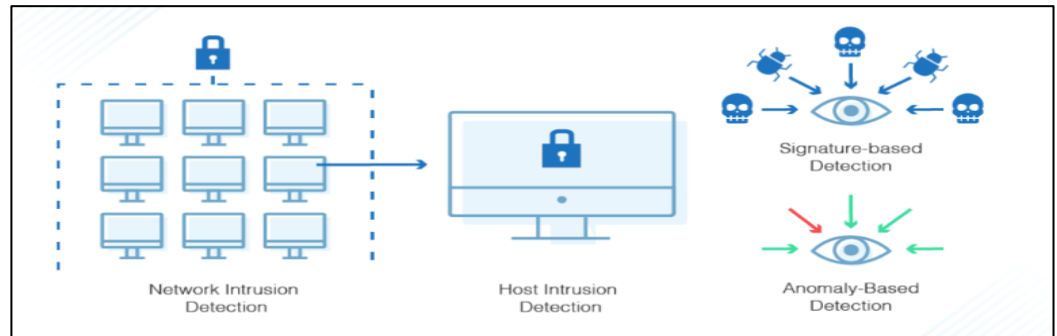 Network Intrusion
Detection
Host Intrusion
Detection
Signature-based
Detection
Anomaly-Based
Detection